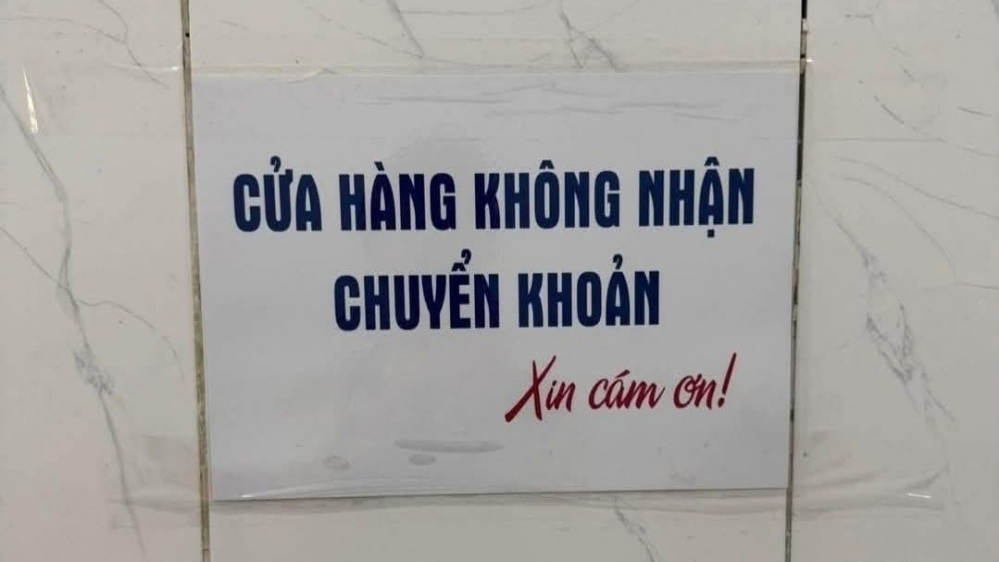 CỬA HÀNG KHÔNG NHẬN
CHUYỂN KHOẢN
Xin cám ơn!